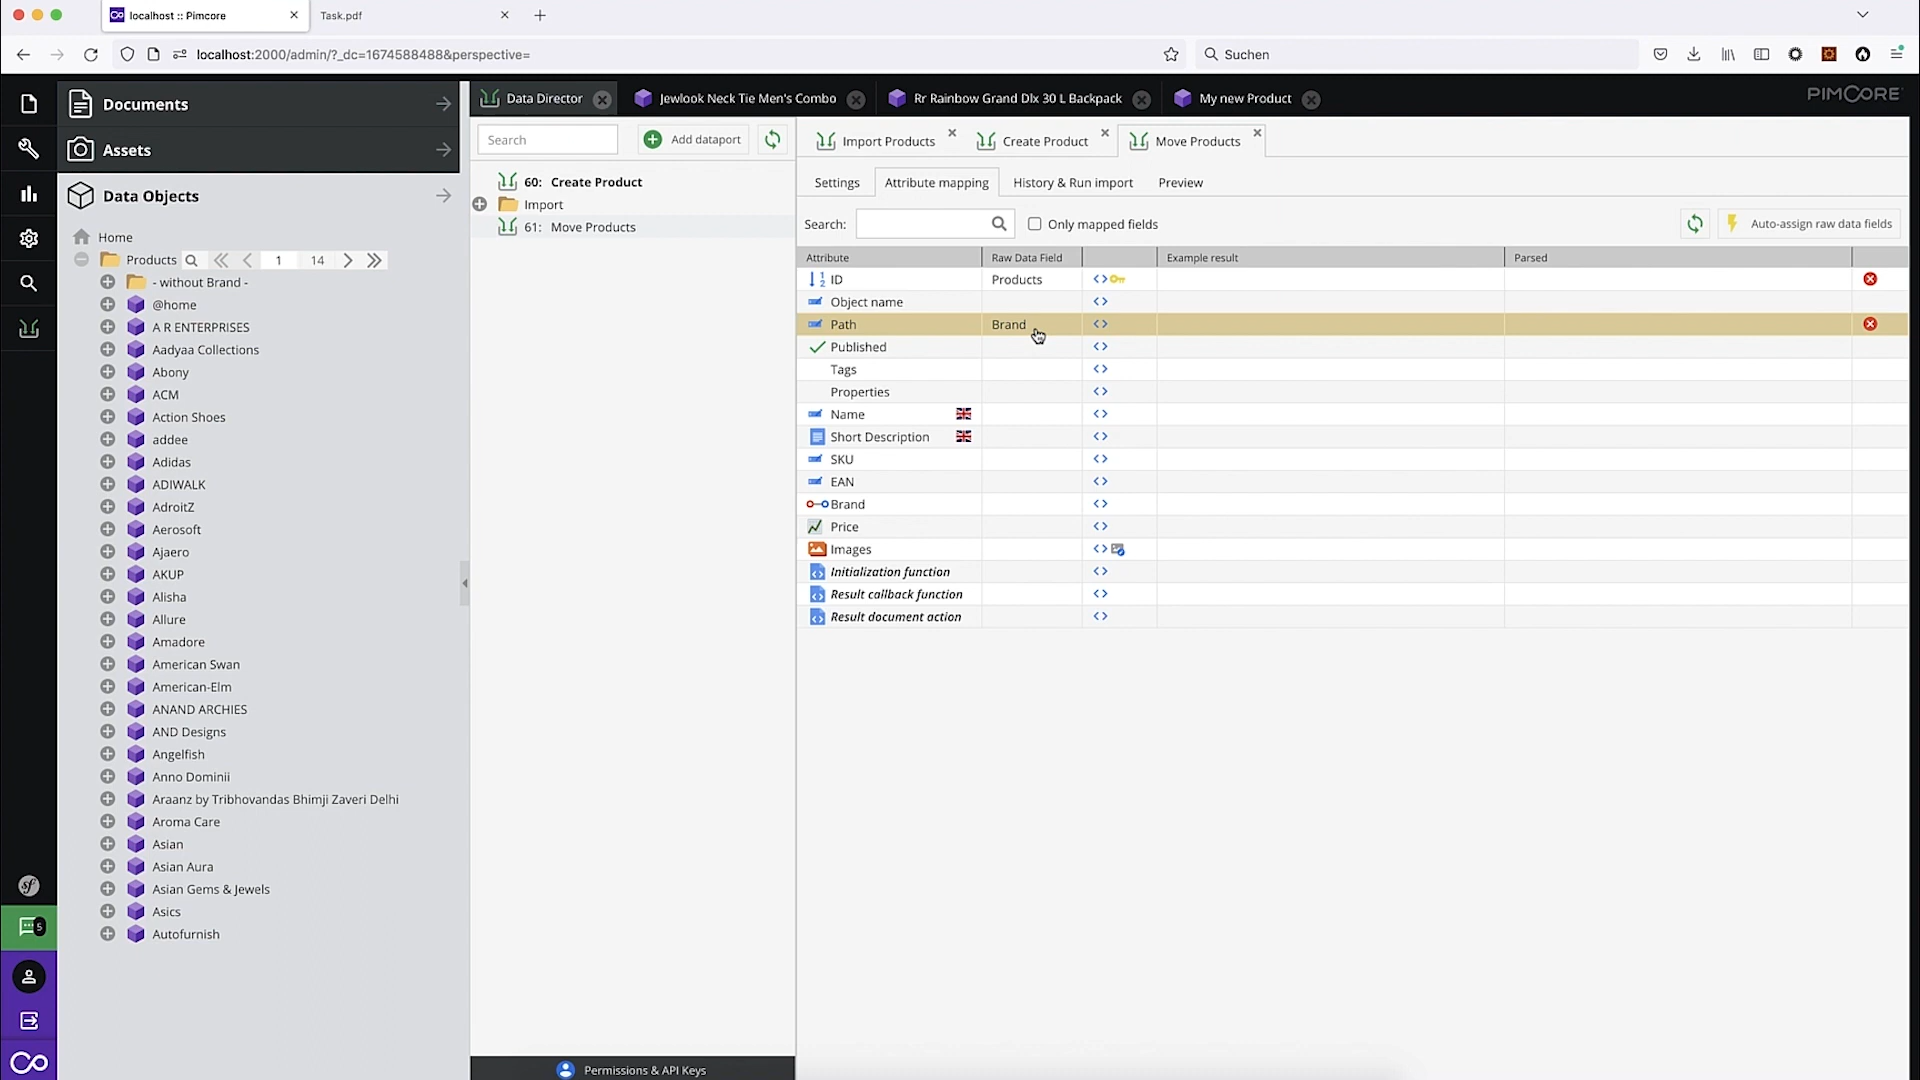 localhost :: Pimcore
Task.pdf
localhost:2000/admin/?_dc=1674588488&perspective=
Suchen
Documents
Assets
Data Objects
Home
Products 1 14
- without Brand -
@home
A R ENTERPRISES
Aadyaa Collections
Abony
ACM
Action Shoes
addee
Adidas
ADIWALK
AdroitZ
Aerosoft
Ajaero
AKUP
Alisha
Allure
Amadore
American Swan
American-Elm
ANAND ARCHIES
AND Designs
Angelfish
Anno Dominii
Araanz by Tribhovandas Bhimji Zaveri Delhi
Aroma Care
Asian
Asian Aura
Asian Gems & Jewels
Asics
Autofurnish
5
sf
Data Director
Jewlook Neck Tie Men's Combo
Rr Rainbow Grand Dlx 30 L Backpack
My new Product
PIMCORE
Search
Add dataport
60: Create Product
Import
61: Move Products
Permissions & API Keys
Import Products
Create Product
Move Products
Settings
Attribute mapping
History & Run import
Preview
Search:
Only mapped fields
Auto-assign raw data fields
Attribute Raw Data Field Example result Parsed
ID Products
Object name
Path Brand
Published
Tags
Properties
Name
Short Description
SKU
EAN
Brand
Price
Images
Initialization function
Result callback function
Result document action